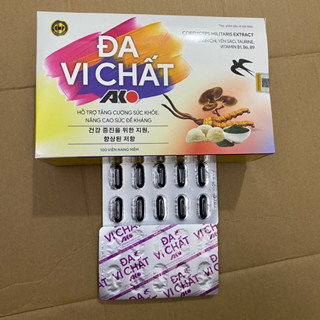 CORDYCEPS MILITARIS EXTRACT
TAURINE,
VITAMIN B1, B6, B9
ĐA
VI CHẤT
AKO
HỖ TRỢ TĂNG CƯỜNG SỨC KHỎE,
NÂNG CAO SỨC ĐỀ KHÁNG
건강 증진을 위한 지원,
향상된 저항
100 VIÊN NANG MỀM
ĐA
VI CHẤT
AKO